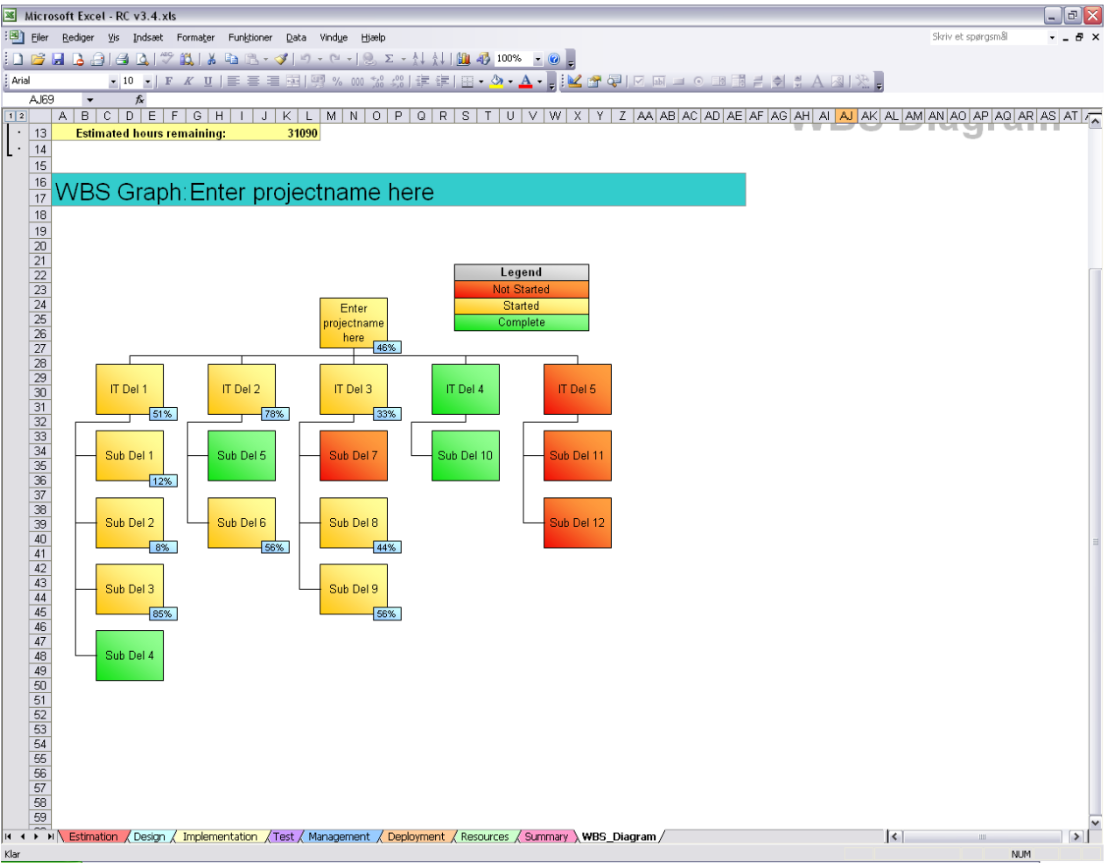 Microsoft Excel - RC v3.4.xls
Filer Rediger Vis Indsæt Formater Funktioner Data Vindue Hjælp Skriv et spørgsmål
Arial 10 F K U 100%
AJ69 fx
1 2 A B C D E F G H I J K L M N O P Q R S T U V W X Y Z AA AB AC AD AE AF AG AH AI AJ AK AL AM AN AO AP AQ AR AS AT
WBS Diagram
13 Estimated hours remaining: 31090
14
15
16
WBS Graph:Enter projectname here
17
18
19
20
21
22 Legend
23 Not Started
24 Enter Started
25 projectname Complete
26 here
27 46%
28
29
30 IT Del 1 IT Del 2 IT Del 3 IT Del 4 IT Del 5
31 51% 78% 33%
32
33
34 Sub Del 1 Sub Del 5 Sub Del 7 Sub Del 10 Sub Del 11
35
36 12%
37
38
39 Sub Del 2 Sub Del 6 Sub Del 8 Sub Del 12
40
41 8% 56% 44%
42
43 Sub Del 3 Sub Del 9
44
45 85% 56%
46
47
48 Sub Del 4
49
50
51
52
53
54
55
56
57
58
59
Estimation Design Implementation Test Management Deployment Resources Summary WBS_Diagram
Klar NUM